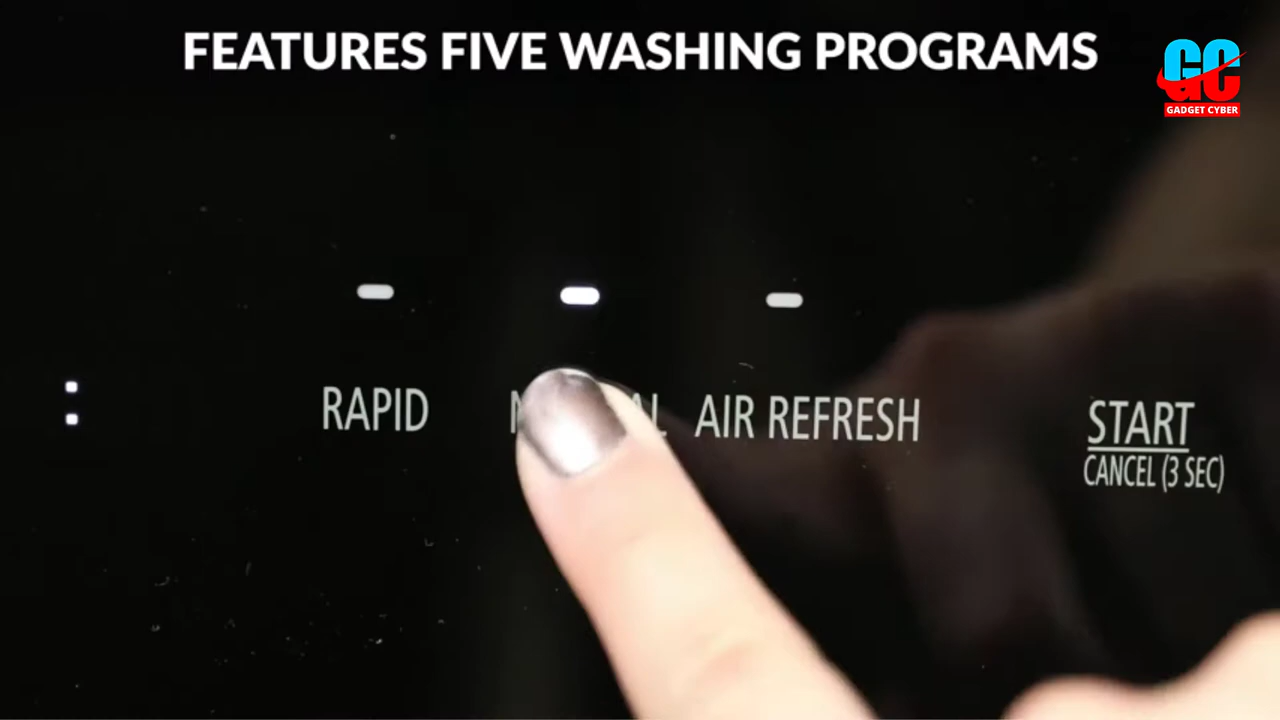 FEATURES FIVE WASHING PROGRAMS
GC
GADGET CYBER
RAPID
AIR REFRESH
START
CANCEL (3 SEC)